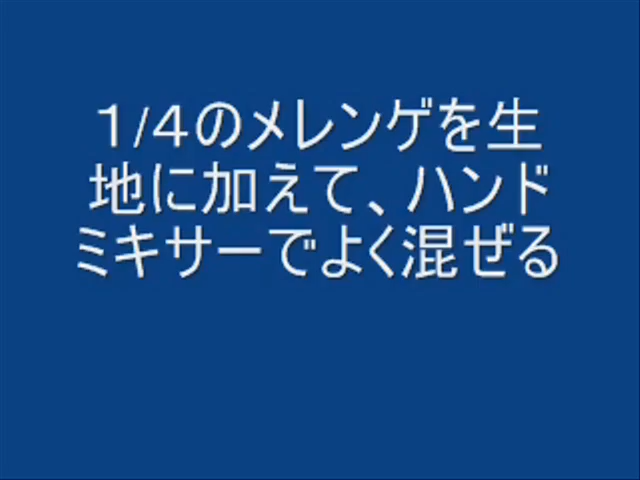 １/４のメレンゲを生
地に加えて、ハンド
ミキサーでよく混ぜる